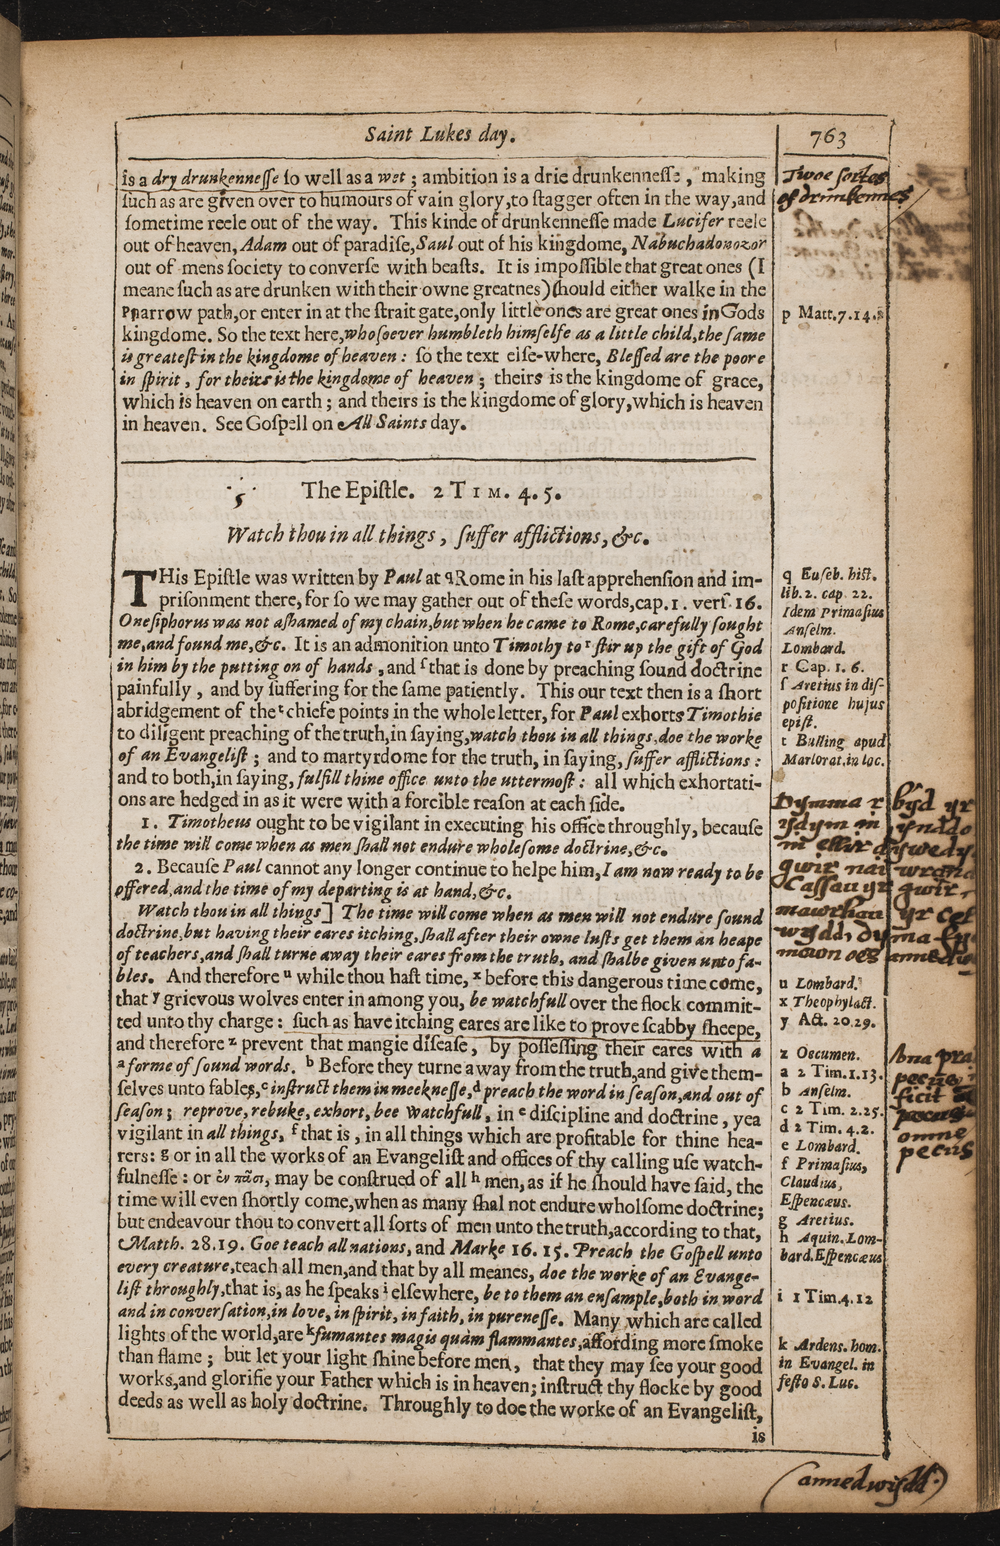 Saint Lukes day.
763
is a dry drunkennesse so well as a wet ; ambition is a drie drunkennesse , making
such as are given over to humours of vain glory,to stagger often in the way,and
sometime reele out of the way. This kinde of drunkennesse made Lucifer reele
out of heaven, Adam out of paradise, Saul out of his kingdome, Nabuchadonozor
out of mens society to converse with beasts. It is impossible that great ones (I
meane such as are drunken with their owne greatnes) should either walke in the
narrow path,or enter in at the strait gate,only little ones are great ones in Gods
kingdome. So the text here,whosoever humbleth himselfe as a little child,the same
is greatest in the kingdome of heaven : so the text else-where, Blessed are the poore
in spirit , for theirs is the kingdome of heaven ; theirs is the kingdome of grace,
which is heaven on earth ; and theirs is the kingdome of glory,which is heaven
in heaven. See Gospell on All Saints day.
Twoe sortes
of drunkennes
p Matt.7.14.
The Epistle. 2 TIM. 4. 5.
Watch thou in all things , suffer afflictions, &c.
THis Epistle was written by Paul at q Rome in his last apprehension and im-
prisonment there, for so we may gather out of these words,cap. 1. vers. 16.
Onesiphorus was not ashamed of my chain,but when he came to Rome,carefully sought
me,and found me,&c. It is an admonition unto Timothy to r stir up the gift of God
in him by the putting on of hands , and ſ that is done by preaching sound doctrine
painfully , and by suffering for the same patiently. This our text then is a short
abridgement of the t chiefe points in the whole letter, for Paul exhorts Timothie
to diligent preaching of the truth,in saying,watch thou in all things,doe the worke
of an Evangelist ; and to martyrdome for the truth, in saying, suffer afflictions :
and to both,in saying, fulfill thine office unto the uttermost : all which exhortati-
ons are hedged in as it were with a forcible reason at each side.
1. Timotheus ought to be vigilant in executing his office throughly, because
the time will come when as men shall not endure wholesome doctrine,&c.
2. Because Paul cannot any longer continue to helpe him, I am now ready to be
offered,and the time of my departing is at hand,&c.
Watch thou in all things] The time will come when as men will not endure sound
doctrine,but having their eares itching, shall after their owne lusts get them an heape
of teachers,and shall turne away their eares from the truth, and shalbe given unto fa-
bles. And therefore u while thou hast time, x before this dangerous time come,
that y grievous wolves enter in among you, be watchfull over the flock commit-
ted unto thy charge : such as have itching eares are like to prove scabby sheepe,
and therefore z prevent that mangie disease , by possessing their eares with a
a forme of sound words. b Before they turne away from the truth,and give them-
selves unto fables,c instruct them in meeknesse,d preach the word in season,and out of
season ; reprove, rebuke, exhort, bee watchfull , in e discipline and doctrine , yea
vigilant in all things, f that is , in all things which are profitable for thine hea-
rers: g or in all the works of an Evangelist and offices of thy calling use watch-
fulnesse : or ἐν πᾶσι, may be construed of all h men, as if he should have said, the
time will even shortly come,when as many shal not endure wholsome doctrine;
but endeavour thou to convert all sorts of men unto the truth,according to that,
Matth. 28.19. Goe teach all nations, and Marke 16. 15. Preach the Gospell unto
every creature,teach all men,and that by all meanes, doe the worke of an Evange-
list throughly,that is, as he speaks i elsewhere, be to them an ensample,both in word
and in conversation,in love, in spirit, in faith, in purenesse. Many which are called
lights of the world,are k fumantes magis quàm flammantes,affording more smoke
than flame ; but let your light shine before men , that they may see your good
works,and glorifie your Father which is in heaven; instruct thy flocke by good
deeds as well as holy doctrine. Throughly to doe the worke of an Evangelist,
is
q Euseb. hist.
lib. 2. cap. 22.
Idem Primasius
Anselm.
Lombard.
r Cap. 1. 6.
ſ Aretius in dis-
positione hujus
epist.
t Bulling apud
Marlorat.in loc.
Dymma r byd yr
ydym in
gwir nai
Cassau yr gwir,
u Lombard.
x Theophylact.
y Act. 20 29.
z Oecumen.
a 2 Tim.1.13.
b Anselm.
c 2 Tim. 2.25.
d 2 Tim. 4.2.
e Lombard.
f Primasius,
Claudius,
Espencæus.
g Aretius.
h Aquin. Lom-
bard.Espencæus
i 1 Tim.4.12
k Ardens. hom.
in Evangel. in
festo S. Luc.
omne
pecus
(annedwydd.)